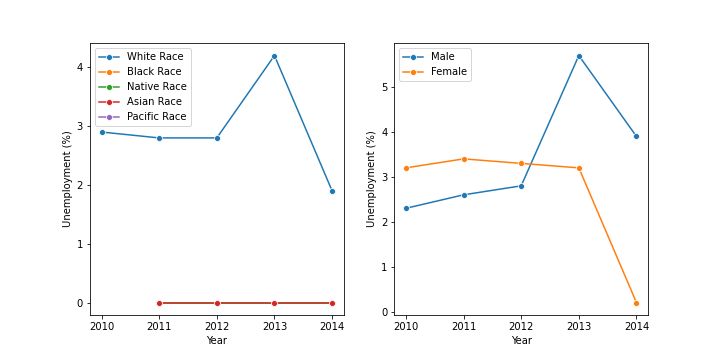 White Race
Black Race
Native Race
Asian Race
Pacific Race
4
3
2
1
0
Unemployment (%)
2010 2011 2012 2013 2014
Year
Male
Female
5
4
3
2
1
0
Unemployment (%)
2010 2011 2012 2013 2014
Year